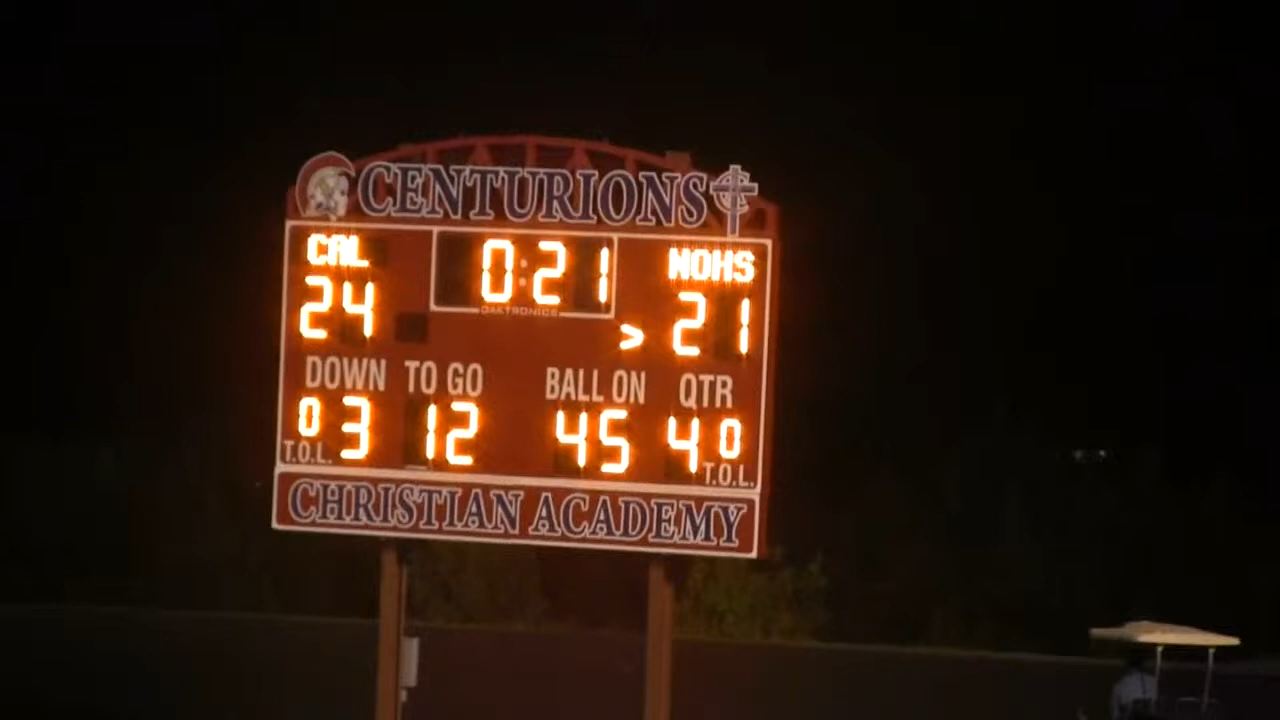 CENTURIONS
CAL 0:21 NOHS
24 > 21
DAKTRONICS
DOWN TO GO BALL ON QTR
0 3 12 45 4 0
T.O.L. T.O.L.
CHRISTIAN ACADEMY